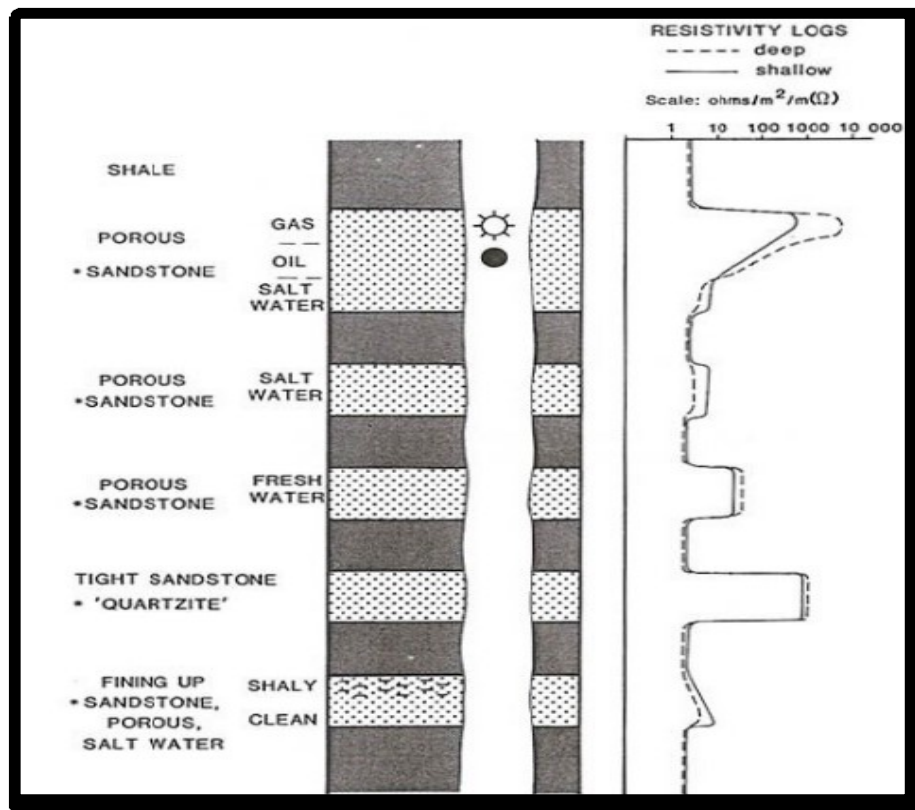 RESISTIVITY LOGS
deep
shallow
Scale: ohms/m²/m(Ω)
1 10 100 1000 10 000
SHALE
POROUS
• SANDSTONE
GAS
OIL
SALT
WATER
POROUS
• SANDSTONE
SALT
WATER
POROUS
• SANDSTONE
FRESH
WATER
TIGHT SANDSTONE
• 'QUARTZITE'
FINING UP
• SANDSTONE,
POROUS,
SALT WATER
SHALY
CLEAN